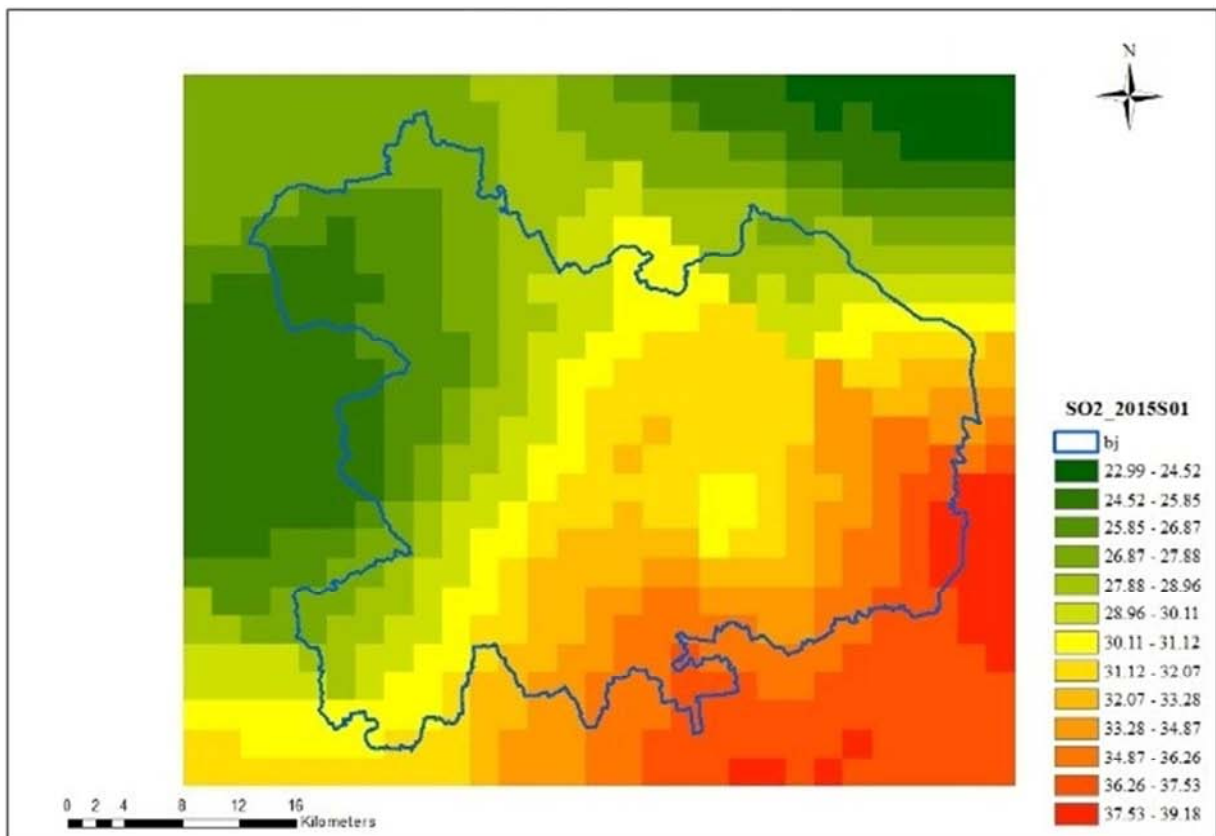 N
SO2_2015S01
bj
22.99 - 24.52
24.52 - 25.85
25.85 - 26.87
26.87 - 27.88
27.88 - 28.96
28.96 - 30.11
30.11 - 31.12
31.12 - 32.07
32.07 - 33.28
33.28 - 34.87
34.87 - 36.26
36.26 - 37.53
37.53 - 39.18
0 2 4 8 12 16
Kilometers